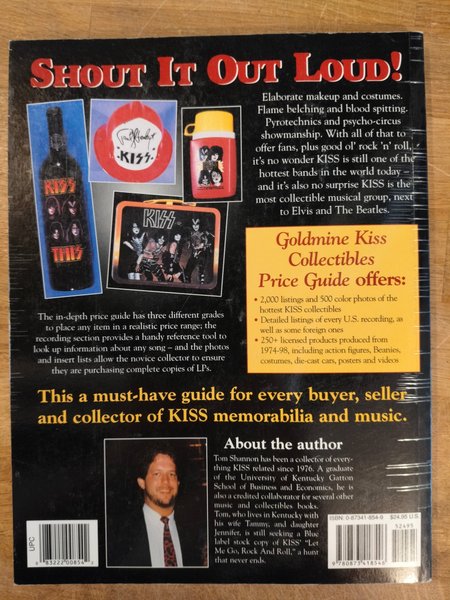 SHOUT IT OUT LOUD!
Elaborate makeup and costumes.
Flame belching and blood spitting.
Pyrotechnics and psycho-circus
showmanship. With all of that to
offer fans, plus good ol' rock 'n' roll,
it's no wonder KISS is still one of the
hottest bands in the world today –
and it's also no surprise KISS is the
most collectible musical group, next
to Elvis and The Beatles.
KISS
THIS
KISS
KISS
Goldmine Kiss
Collectibles
Price Guide offers:
• 2,000 listings and 500 color photos of the
hottest KISS collectibles
• Detailed listings of every U.S. recording, as
well as some foreign ones
• 250+ licensed products produced from
1974-98, including action figures, Beanies,
costumes, die-cast cars, posters and videos
The in-depth price guide has three different grades
to place any item in a realistic price range; the
recording section provides a handy reference tool to
look up information about any song – and the photos
and insert lists allow the novice collector to ensure
they are purchasing complete copies of LPs.
This a must-have guide for every buyer, seller
and collector of KISS memorabilia and music.
About the author
Tom Shannon has been a collector of every-
thing KISS related since 1976. A graduate
of the University of Kentucky Gatton
School of Business and Economics, he is
also a credited collaborator for several other
music and collectibles books.
Tom, who lives in Kentucky with
his wife Tammy, and daughter
Jennifer, is still seeking a Blue
label stock copy of KISS' "Let
Me Go, Rock And Roll," a hunt
that never ends.
UPC
ISBN: 0-87341-854-9
$24.95 U.S.
52495
9 780873 418546